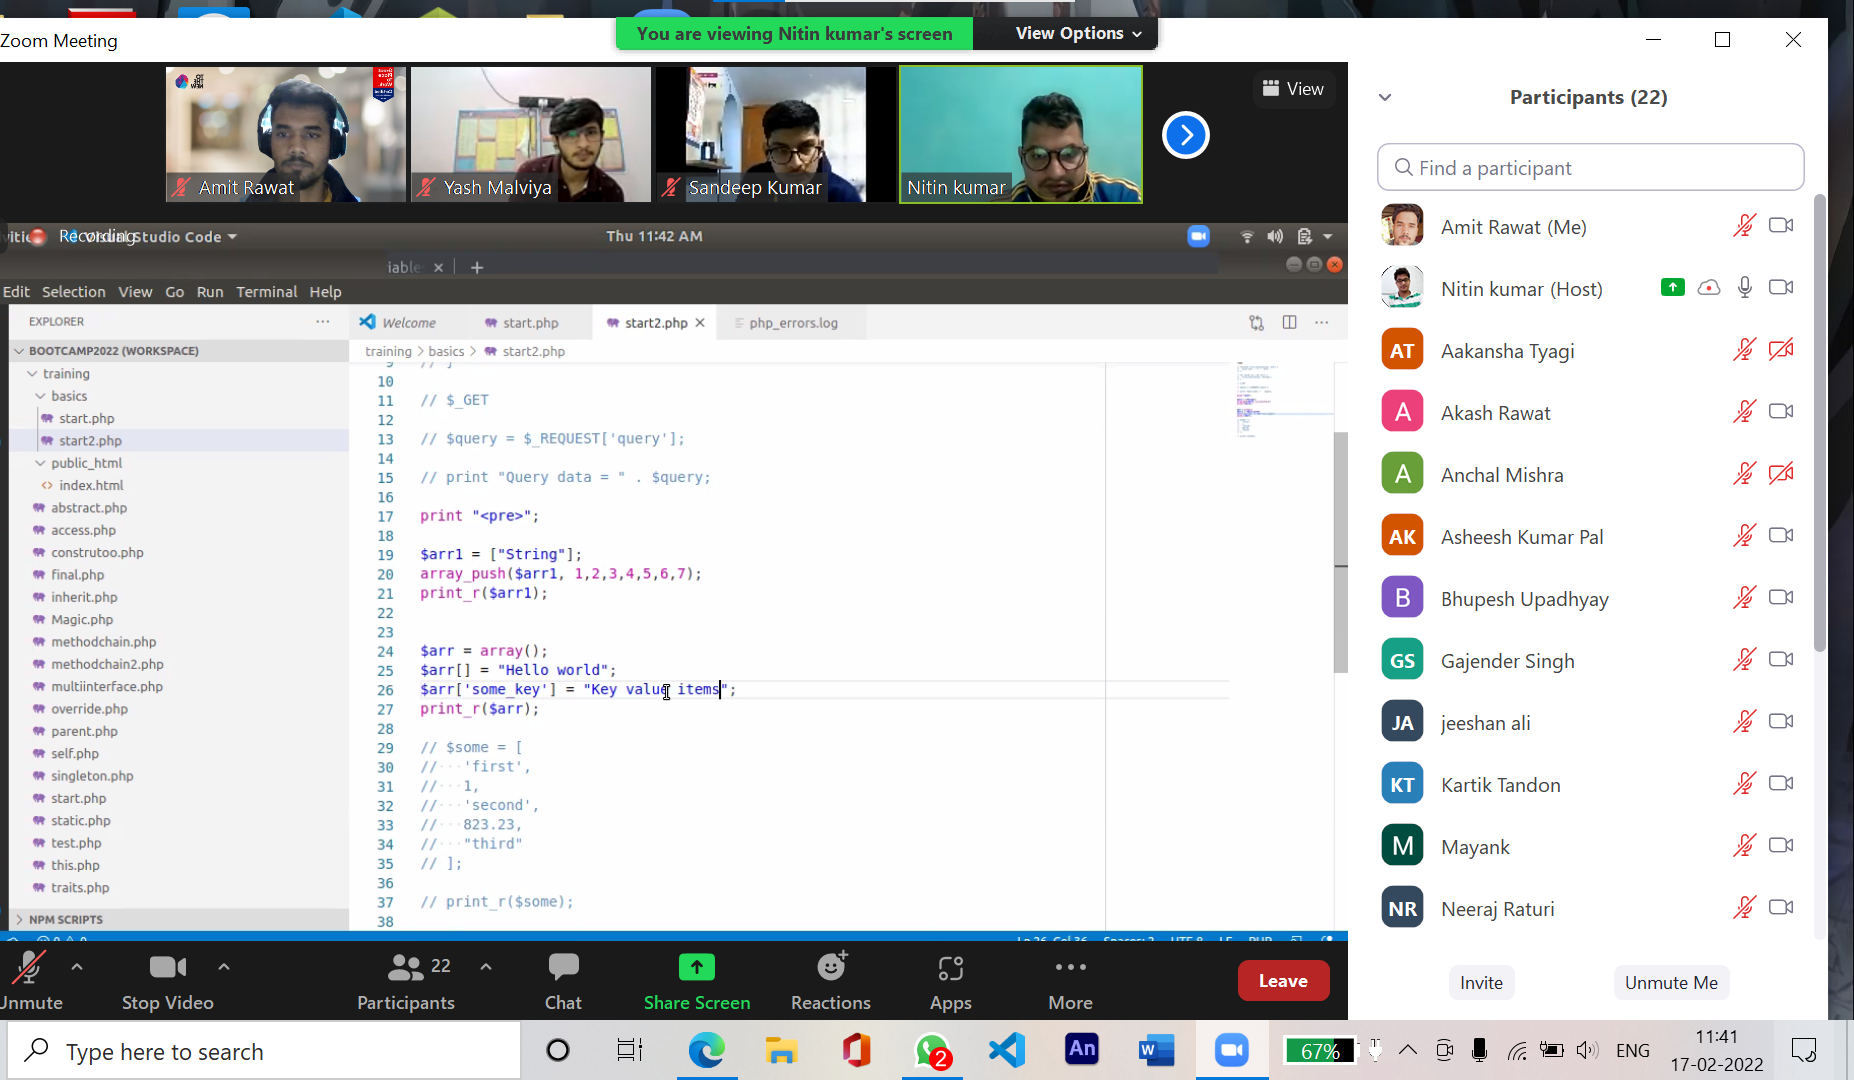 Zoom Meeting
You are viewing Nitin kumar's screen
View Options
Amit Rawat
Yash Malviya
Sandeep Kumar
Nitin kumar
View
Recording
Visual Studio Code
Thu 11:42 AM
Edit Selection View Go Run Terminal Help
EXPLORER
BOOTCAMP2022 (WORKSPACE)
training
basics
start.php
start2.php
public_html
<> index.html
abstract.php
access.php
construtoo.php
final.php
inherit.php
Magic.php
methodchain.php
methodchain2.php
multiinterface.php
override.php
parent.php
self.php
singleton.php
start.php
static.php
test.php
this.php
traits.php
NPM SCRIPTS
Welcome
start.php
start2.php
php_errors.log
training > basics > start2.php
10
11 // $_GET
12
13 // $query = $_REQUEST['query'];
14
15 // print "Query data = " . $query;
16
17 print "<pre>";
18
19 $arr1 = ["String"];
20 array_push($arr1, 1,2,3,4,5,6,7);
21 print_r($arr1);
22
23
24 $arr = array();
25 $arr[] = "Hello world";
26 $arr['some_key'] = "Key value items";
27 print_r($arr);
28
29 // $some = [
30 // 'first',
31 // 1,
32 // 'second',
33 // 823.23,
34 // "third"
35 // ];
36
37 // print_r($some);
38
Participants (22)
Find a participant
Amit Rawat (Me)
Nitin kumar (Host)
AT Aakansha Tyagi
A Akash Rawat
A Anchal Mishra
AK Asheesh Kumar Pal
B Bhupesh Upadhyay
GS Gajender Singh
JA jeeshan ali
KT Kartik Tandon
M Mayank
NR Neeraj Raturi
Invite
Unmute Me
Unmute
Stop Video
22
Participants
Chat
Share Screen
Reactions
Apps
More
Leave
Type here to search
2
An
67%
ENG
11:41
17-02-2022